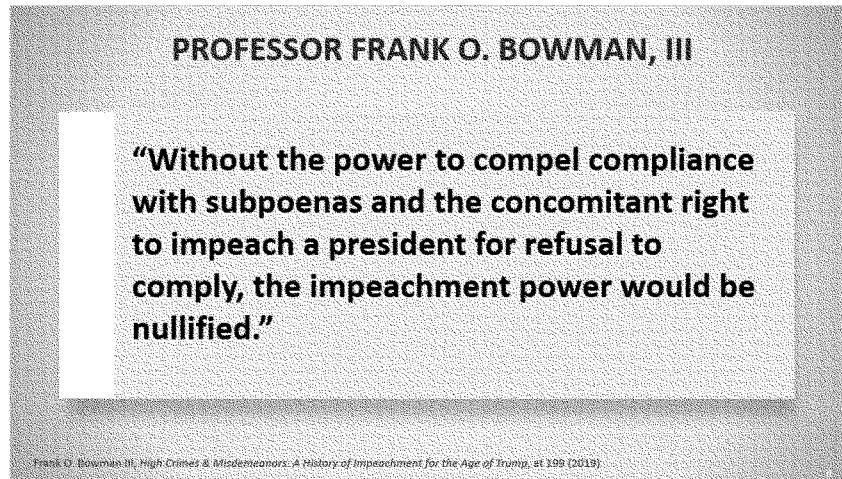 PROFESSOR FRANK O. BOWMAN, III
“Without the power to compel compliance
with subpoenas and the concomitant right
to impeach a president for refusal to
comply, the impeachment power would be
nullified.”
Frank O. Bowman III, High Crimes & Misdemeanors: A History of Impeachment for the Age of Trump, at 199 (2019)